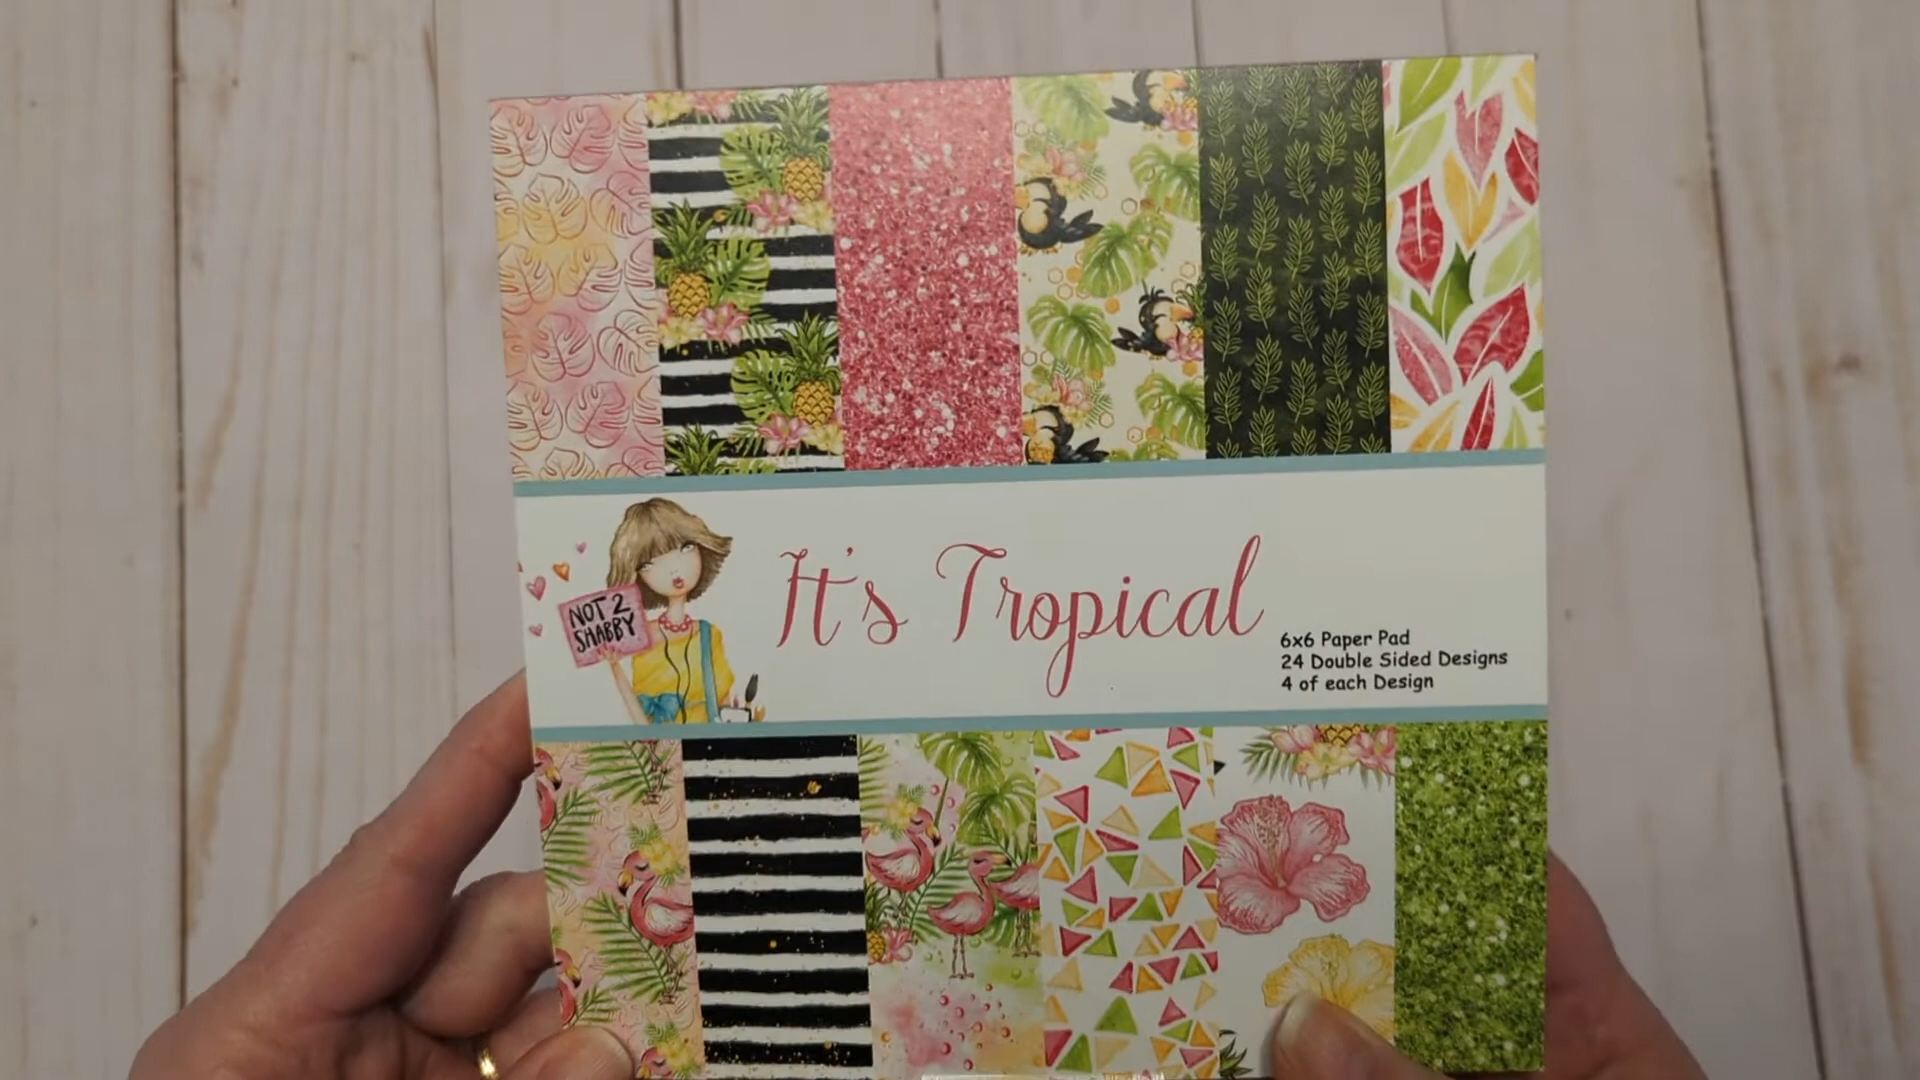 NOT 2
SHABBY
It's Tropical
6x6 Paper Pad
24 Double Sided Designs
4 of each Design